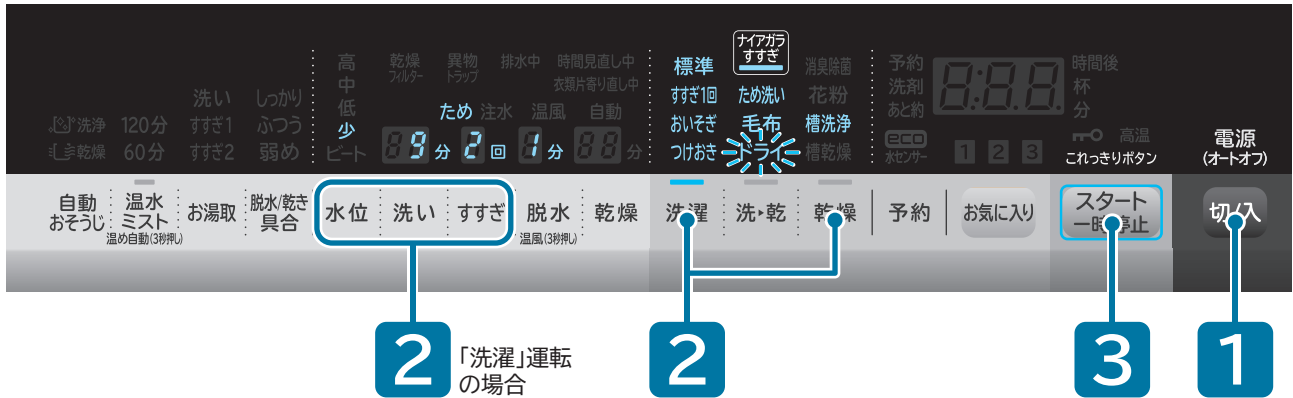 洗浄
乾燥
120分
60分
洗い
すすぎ1
すすぎ2
しっかり
ふつう
弱め
高
中
低
少
ビート
乾燥
フィルター
異物
トラップ
排水中
時間見直し中
衣類片寄り直し中
ため 注水 温風 自動
9分 2回 1分 88分
標準
すすぎ1回
おいそぎ
つけおき
ナイアガラ
すすぎ
ため洗い
毛布
ドライ
消臭除菌
花粉
槽洗浄
槽乾燥
予約
洗剤
あと約
8:8.8.
時間後
杯
分
eco
水センサー
1 2 3
高温
これっきりボタン
電源
(オートオフ)
自動
おそうじ
温水
ミスト
温め自動(3秒押し)
お湯取
脱水/乾き
具合
水位
洗い
すすぎ
脱水
温風(3秒押し)
乾燥
洗濯
洗・乾
乾燥
予約
お気に入り
スタート
一時停止
切/入
2
「洗濯」運転
の場合
2
3
1